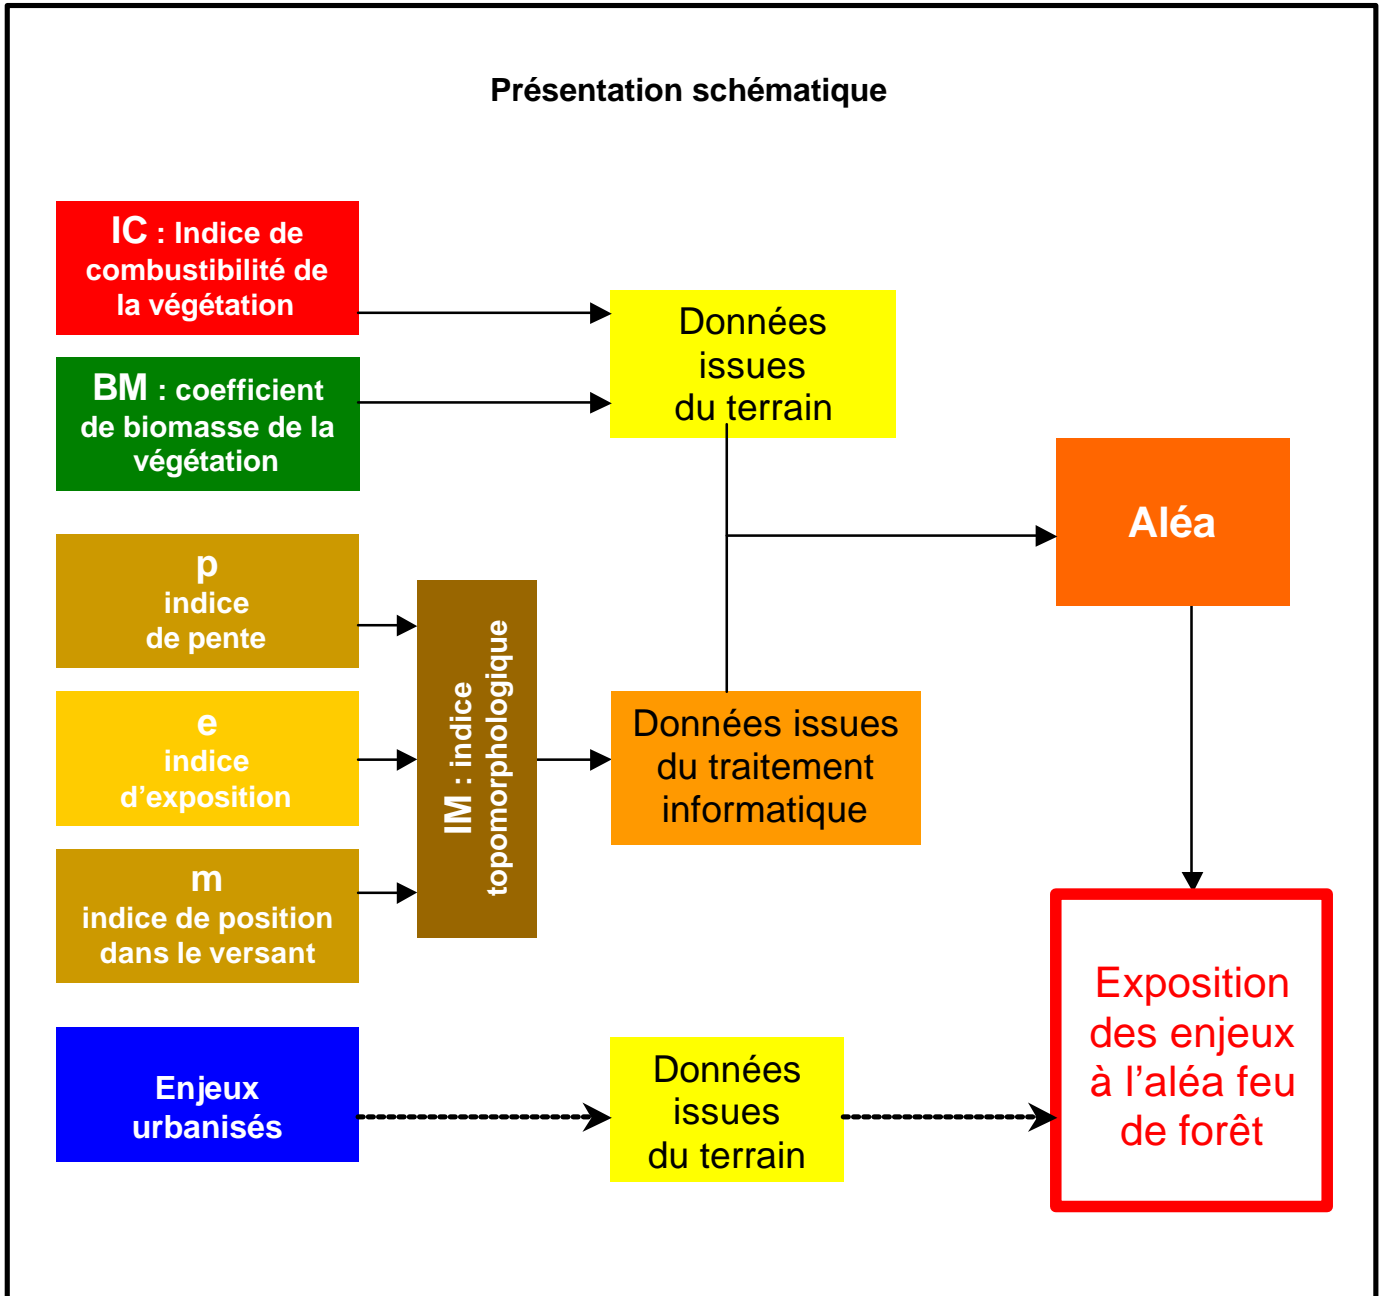 Présentation schématique
IC : Indice de
combustibilité de
la végétation
BM : coefficient
de biomasse de la
végétation
p
indice
de pente
e
indice
d'exposition
m
indice de position
dans le versant
IM : indice
topomorphologique
Données
issues
du terrain
Données issues
du traitement
informatique
Aléa
Enjeux
urbanisés
Données
issues
du terrain
Exposition
des enjeux
à l’aléa feu
de forêt